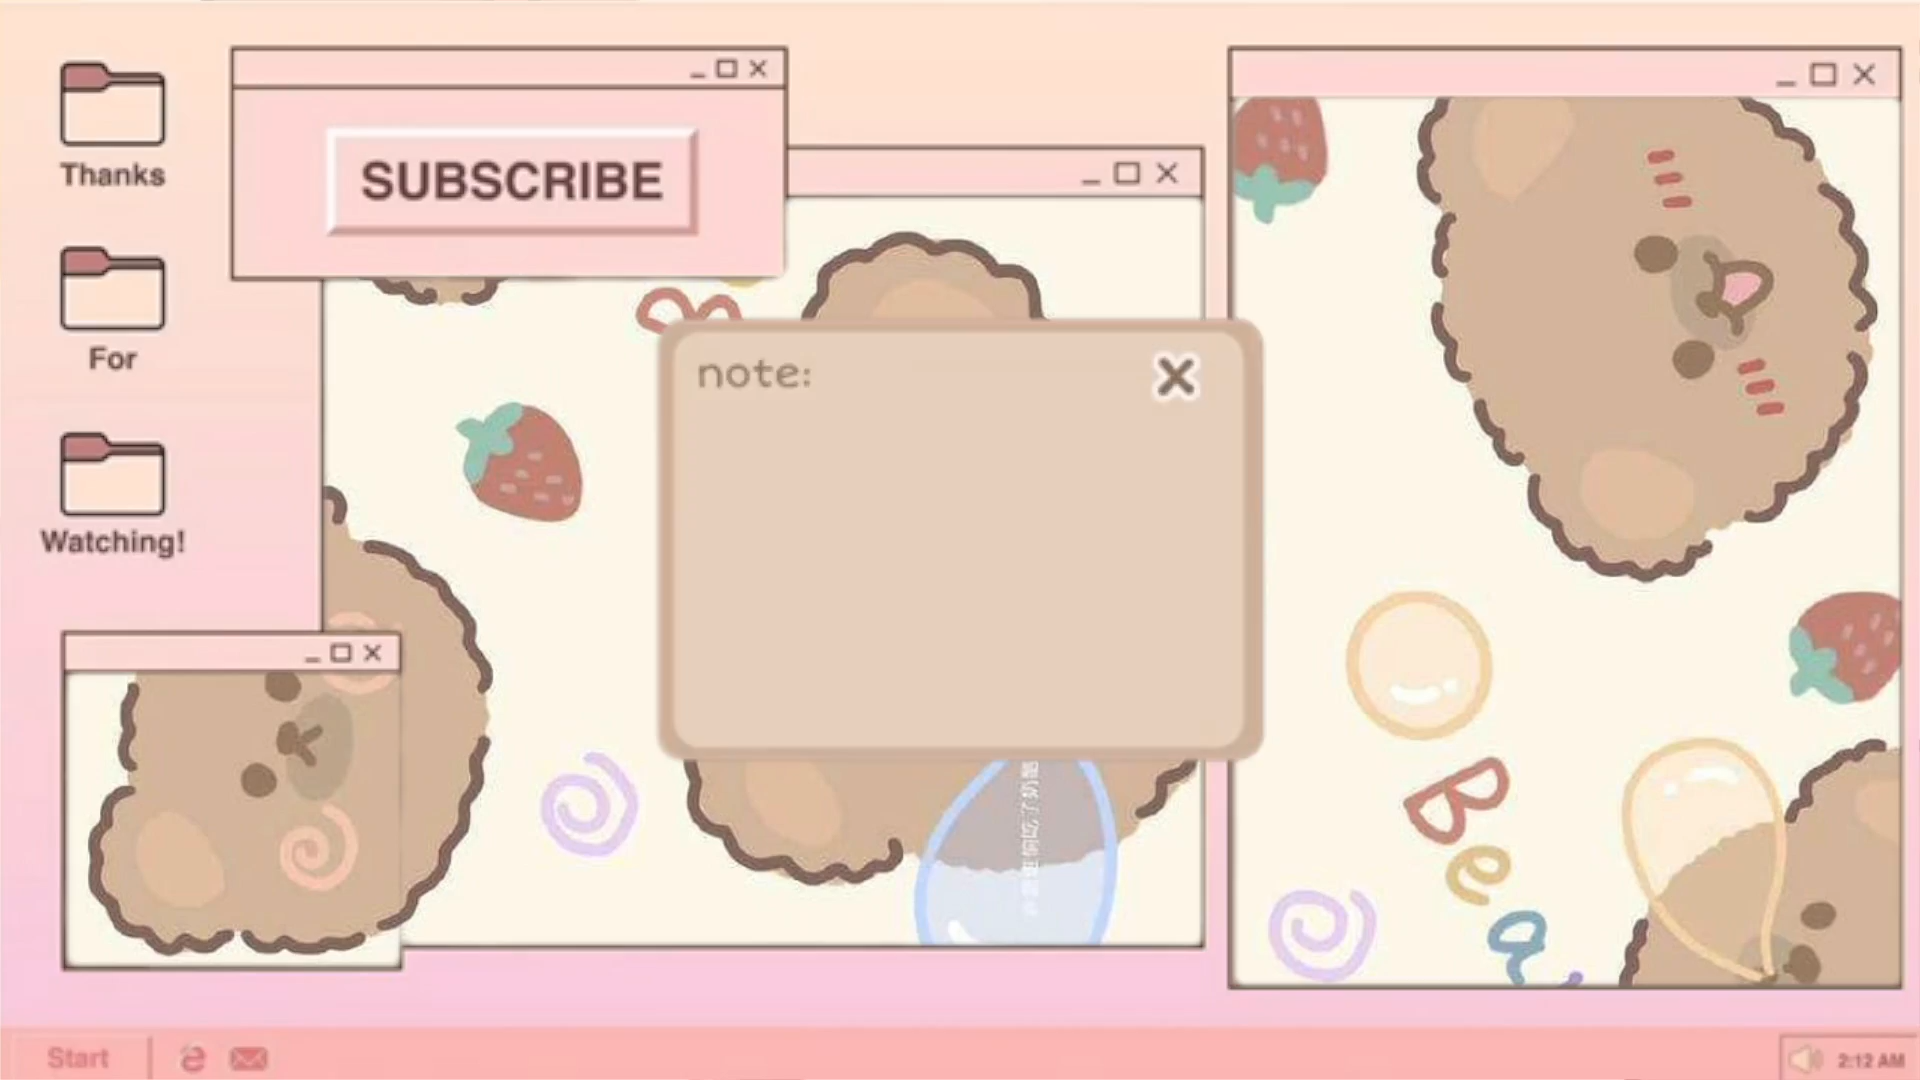 Thanks
SUBSCRIBE
For
note:
Watching!
Bea
Start
2:12 AM